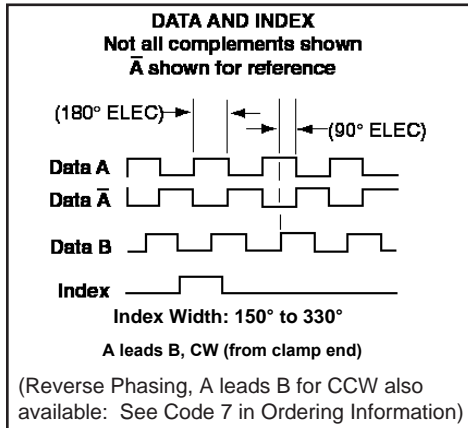 DATA AND INDEX
Not all complements shown
A̅ shown for reference
(180° ELEC)
(90° ELEC)
Data A
Data A̅
Data B
Index
Index Width: 150° to 330°
A leads B, CW (from clamp end)
(Reverse Phasing, A leads B for CCW also
available:  See Code 7 in Ordering Information)